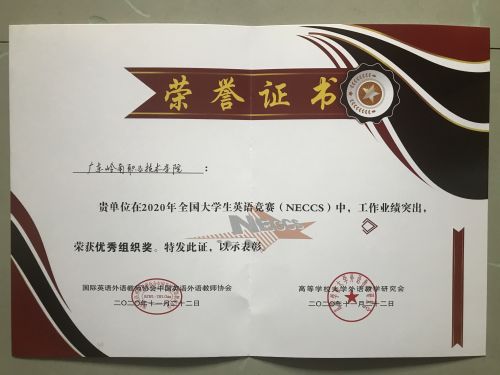 荣誉证书
广东岭南职业技术学院：
贵单位在2020年全国大学生英语竞赛（NECCS）中，工作业绩突出，
NECCS
荣获优秀组织奖。特发此证，以示表彰。
国际英语外语教师协会中国英语外语教师协会
高等学校大学外语教学研究会
二〇二〇年十一月二十二日
二〇二〇年十一月二十二日